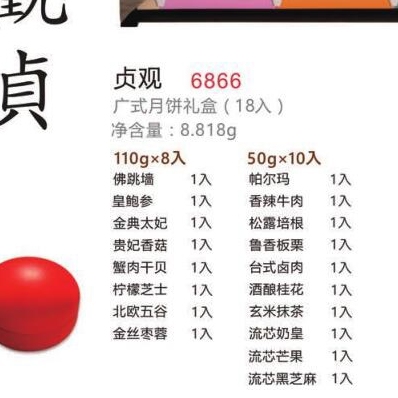 貞
贞观 6866
广式月饼礼盒（18入）
净含量：8.818g
110g×8入 50g×10入
佛跳墙 1入 帕尔玛 1入
皇鲍参 1入 香辣牛肉 1入
金典太妃 1入 松露培根 1入
贵妃香菇 1入 鲁香板栗 1入
蟹肉干贝 1入 台式卤肉 1入
柠檬芝士 1入 酒酿桂花 1入
北欧五谷 1入 玄米抹茶 1入
金丝枣蓉 1入 流芯奶皇 1入
流芯芒果 1入
流芯黑芝麻 1入